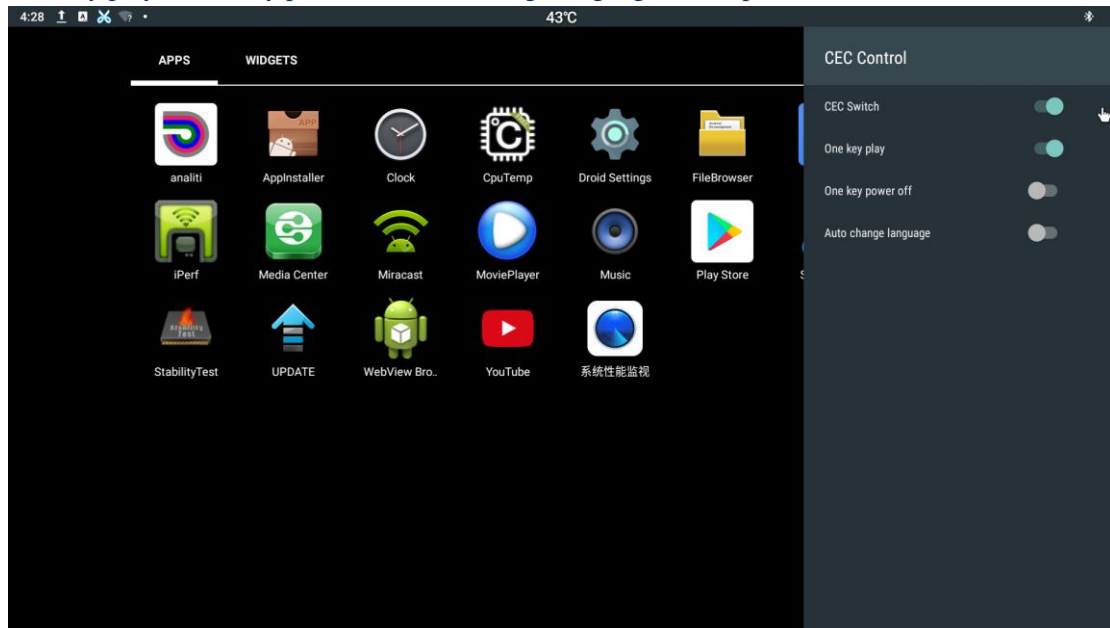 4:28
43°C
APPS WIDGETS
analiti AppInstaller Clock CpuTemp Droid Settings FileBrowser
iPerf Media Center Miracast MoviePlayer Music Play Store S
StabilityTest UPDATE WebView Bro.. YouTube 系统性能监视
CEC Control
CEC Switch
One key play
One key power off
Auto change language